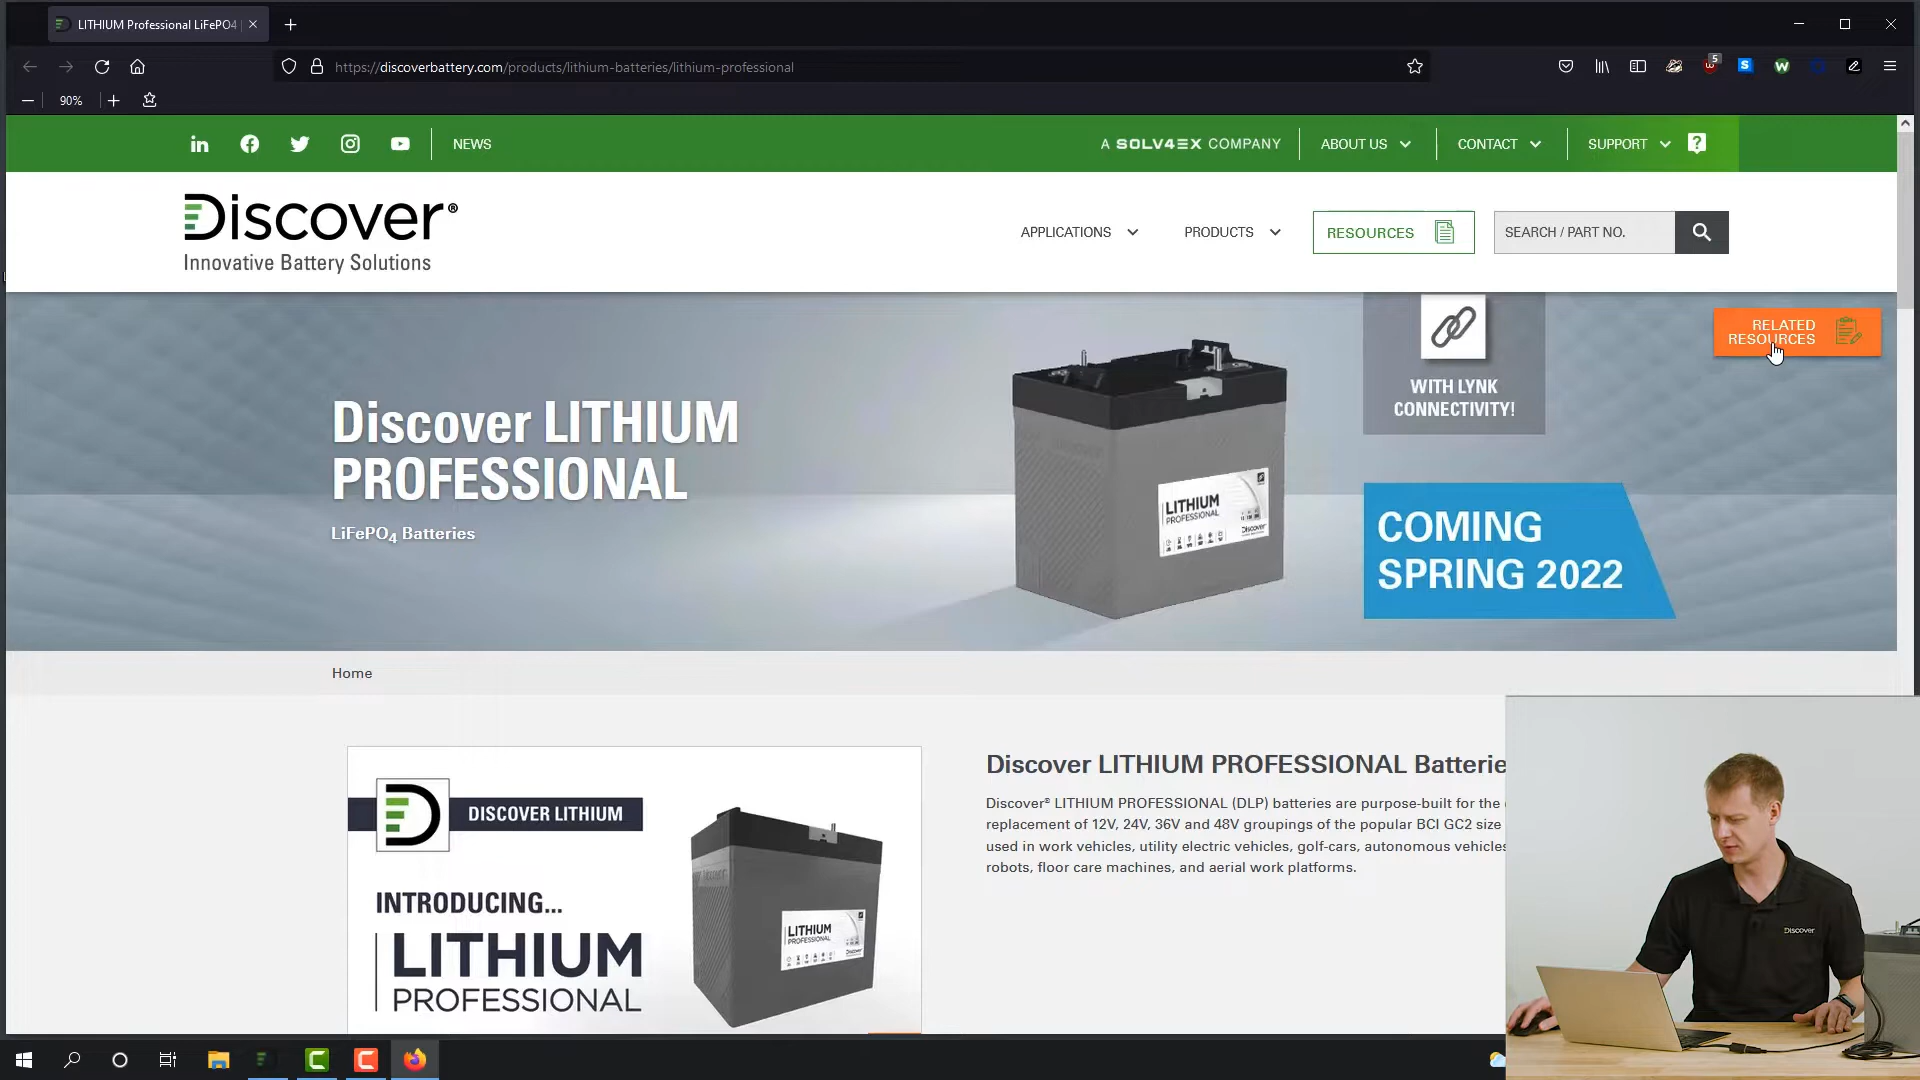 LITHIUM Professional LiFePO4
https://discoverbattery.com/products/lithium-batteries/lithium-professional
5
90%
NEWS
A SOLV4EX COMPANY
ABOUT US
CONTACT
SUPPORT
?
Discover®
Innovative Battery Solutions
APPLICATIONS
PRODUCTS
RESOURCES
SEARCH / PART NO.
RELATED
RESOURCES
WITH LYNK
CONNECTIVITY!
Discover LITHIUM
PROFESSIONAL
LiFePO4 Batteries
LITHIUM
PROFESSIONAL
Discover
COMING
SPRING 2022
Home
DISCOVER LITHIUM
INTRODUCING...
LITHIUM
PROFESSIONAL
LITHIUM
PROFESSIONAL
Discover LITHIUM PROFESSIONAL Batterie
Discover® LITHIUM PROFESSIONAL (DLP) batteries are purpose-built for the
replacement of 12V, 24V, 36V and 48V groupings of the popular BCI GC2 size
used in work vehicles, utility electric vehicles, golf-cars, autonomous vehicles
robots, floor care machines, and aerial work platforms.
Discover